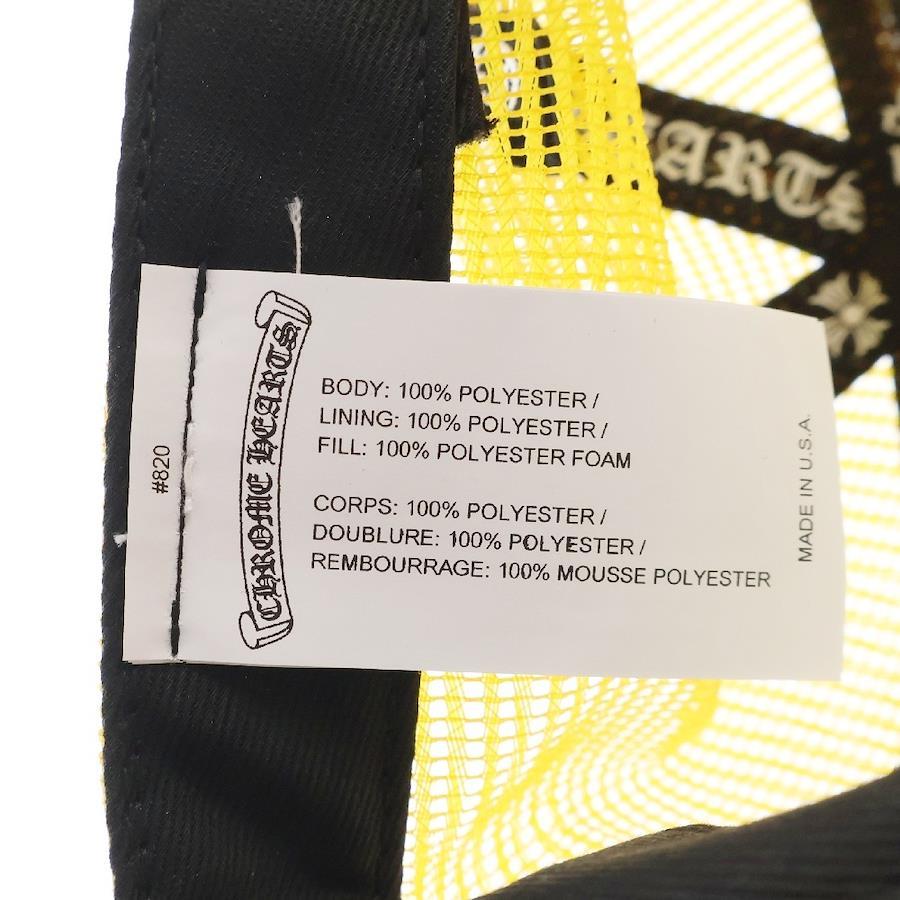 #820
CHROME HEARTS
BODY: 100% POLYESTER /
LINING: 100% POLYESTER /
FILL: 100% POLYESTER FOAM
CORPS: 100% POLYESTER /
DOUBLURE: 100% POLYESTER /
REMBOURRAGE: 100% MOUSSE POLYESTER
MADE IN U.S.A.
HEARTS